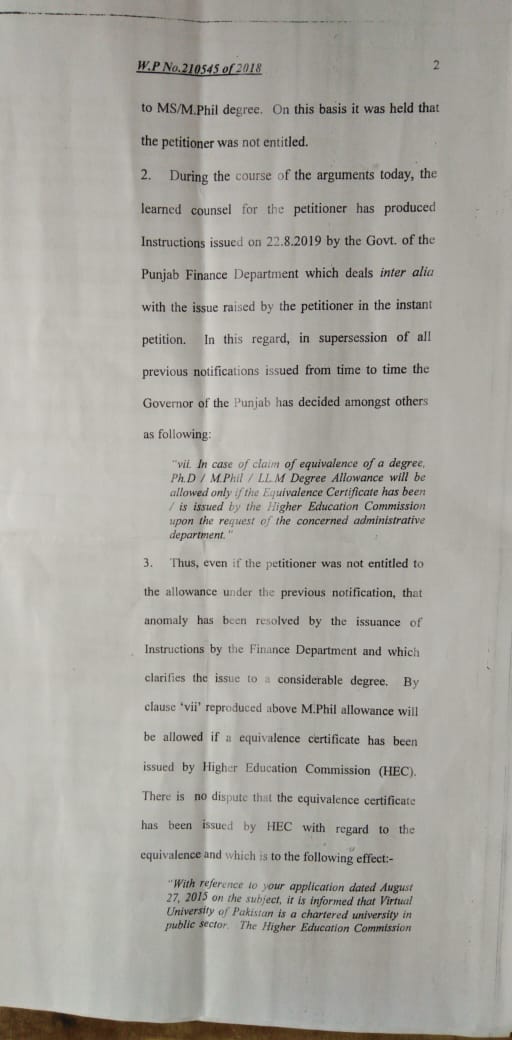 W.P No.210545 of 2018
2
to MS/M.Phil degree. On this basis it was held that
the petitioner was not entitled.
2. During the course of the arguments today, the
learned counsel for the petitioner has produced
Instructions issued on 22.8.2019 by the Govt. of the
Punjab Finance Department which deals inter alia
with the issue raised by the petitioner in the instant
petition. In this regard, in supersession of all
previous notifications issued from time to time the
Governor of the Punjab has decided amongst others
as following:
"vii. In case of claim of equivalence of a degree,
Ph.D / M.Phil / LL.M Degree Allowance will be
allowed only if the Equivalence Certificate has been
/ is issued by the Higher Education Commission
upon the request of the concerned administrative
department."
3. Thus, even if the petitioner was not entitled to
the allowance under the previous notification, that
anomaly has been resolved by the issuance of
Instructions by the Finance Department and which
clarifies the issue to a considerable degree. By
clause 'vii' reproduced above M.Phil allowance will
be allowed if a equivalence certificate has been
issued by Higher Education Commission (HEC).
There is no dispute that the equivalence certificate
has been issued by HEC with regard to the
equivalence and which is to the following effect:-
"With reference to your application dated August
27, 2015 on the subject, it is informed that Virtual
University of Pakistan is a chartered university in
public sector. The Higher Education Commission